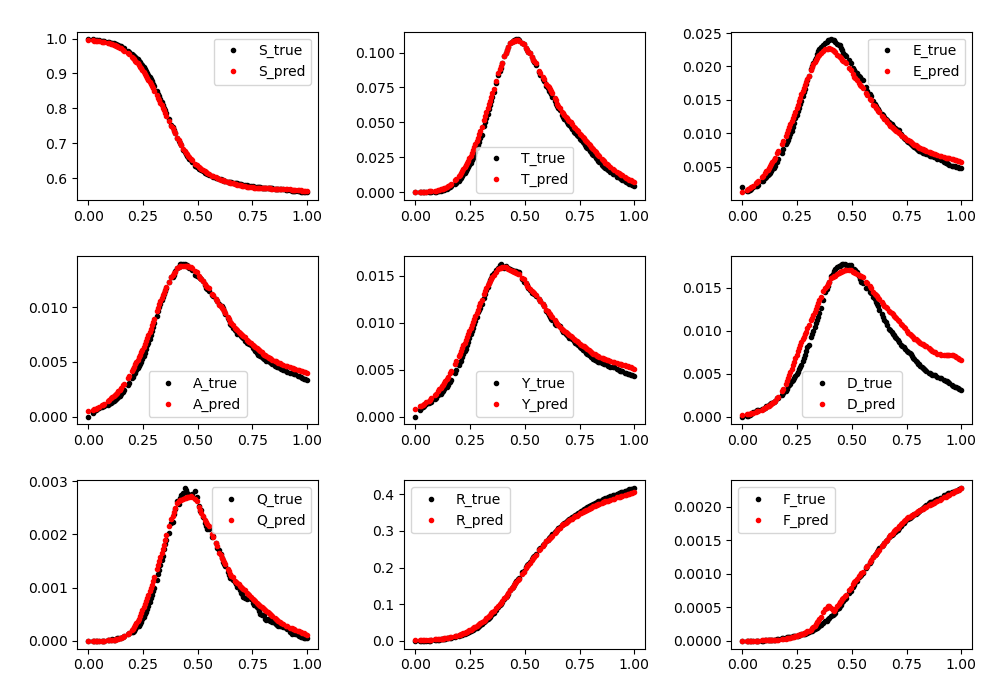 1.0
0.9
0.8
0.7
0.6
0.00 0.25 0.50 0.75 1.00
S_true
S_pred
0.100
0.075
0.050
0.025
0.000
0.00 0.25 0.50 0.75 1.00
T_true
T_pred
0.025
0.020
0.015
0.010
0.005
0.00 0.25 0.50 0.75 1.00
E_true
E_pred
0.010
0.005
0.000
0.00 0.25 0.50 0.75 1.00
A_true
A_pred
0.015
0.010
0.005
0.000
0.00 0.25 0.50 0.75 1.00
Y_true
Y_pred
0.015
0.010
0.005
0.000
0.00 0.25 0.50 0.75 1.00
D_true
D_pred
0.003
0.002
0.001
0.000
0.00 0.25 0.50 0.75 1.00
Q_true
Q_pred
0.4
0.3
0.2
0.1
0.0
0.00 0.25 0.50 0.75 1.00
R_true
R_pred
0.0020
0.0015
0.0010
0.0005
0.0000
0.00 0.25 0.50 0.75 1.00
F_true
F_pred